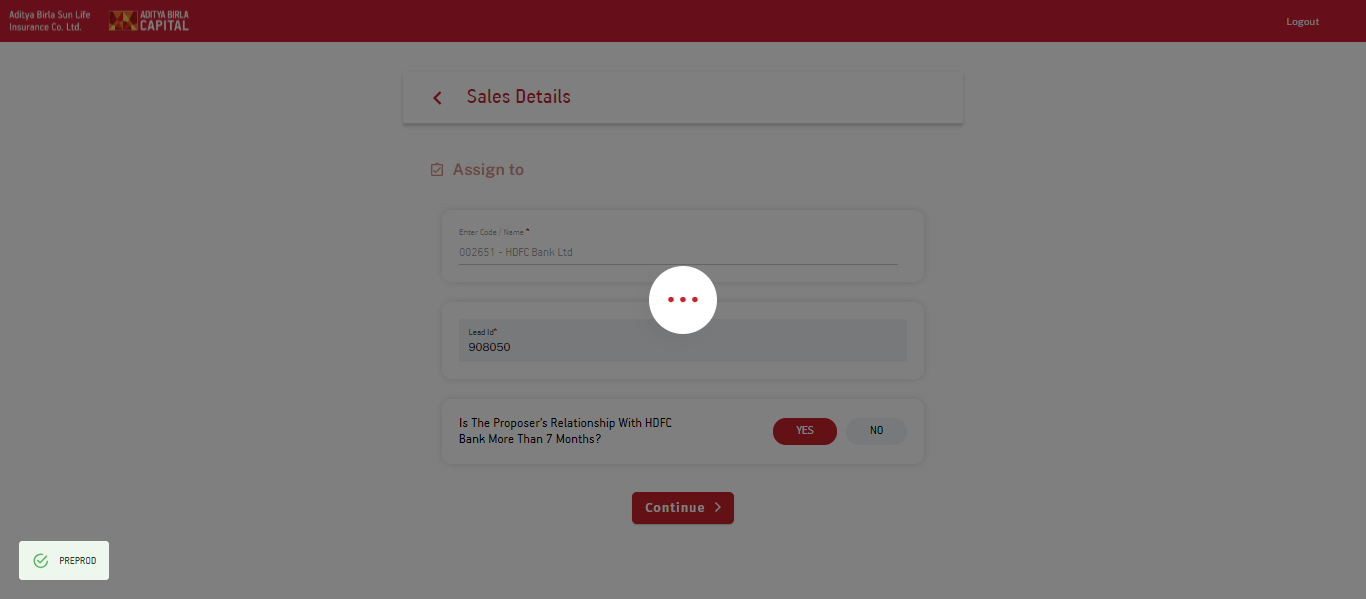 Aditya Birla Sun Life
Insurance Co. Ltd.
ADITYA BIRLA
CAPITAL
Logout
Sales Details
Assign to
Enter Code / Name *
002651 - HDFC Bank Ltd
Lead Id*
908050
Is The Proposer's Relationship With HDFC
Bank More Than 7 Months?
YES
NO
Continue
PREPROD